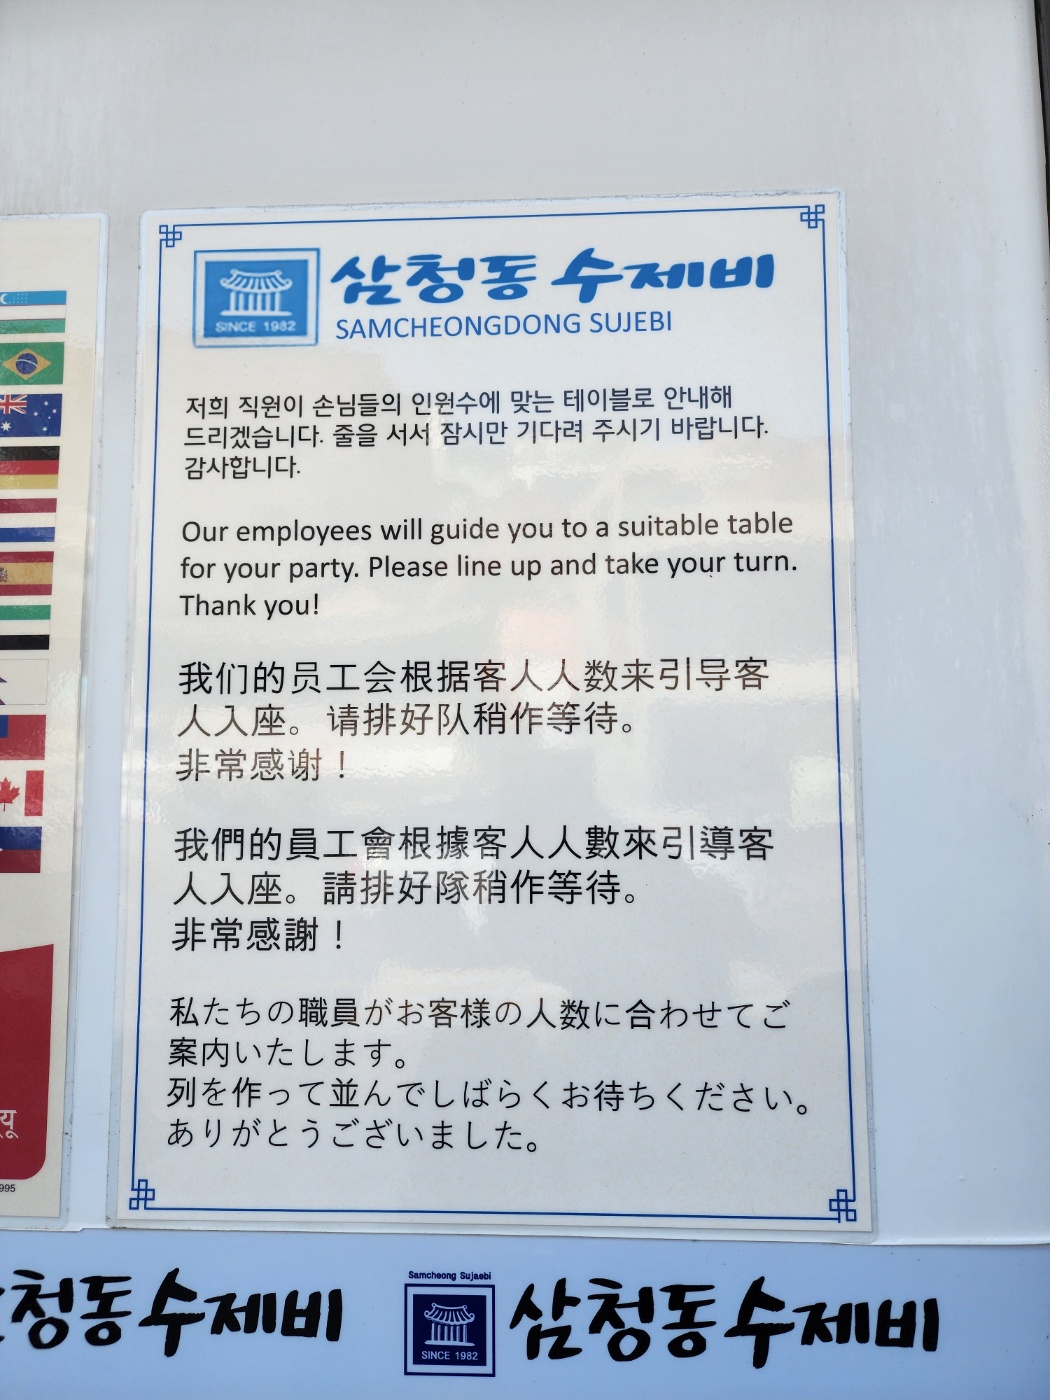 SINCE 1982
삼청동 수제비
SAMCHEONGDONG SUJEBI
저희 직원이 손님들의 인원수에 맞는 테이블로 안내해
드리겠습니다. 줄을 서서 잠시만 기다려 주시기 바랍니다.
감사합니다.
Our employees will guide you to a suitable table
for your party. Please line up and take your turn.
Thank you!
我们的员工会根据客人人数来引导客
人入座。请排好队稍作等待。
非常感谢！
我們的員工會根據客人人數來引導客
人入座。請排好隊稍作等待。
非常感謝！
私たちの職員がお客様の人数に合わせてご
案内いたします。
列を作って並んでしばらくお待ちください。
ありがとうございました。
995
청동수제비
Samcheong Sujaebi
SINCE 1982
삼청동수제비